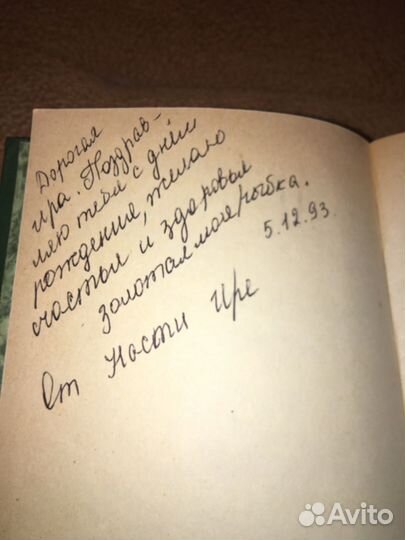 Дорогая
Ира. Поздрав-
ляю тебя с днём
рождение, желаю
счастья и здоровья
золотая моя рыбка.
5.12.93.
От Насти Ире
Avito